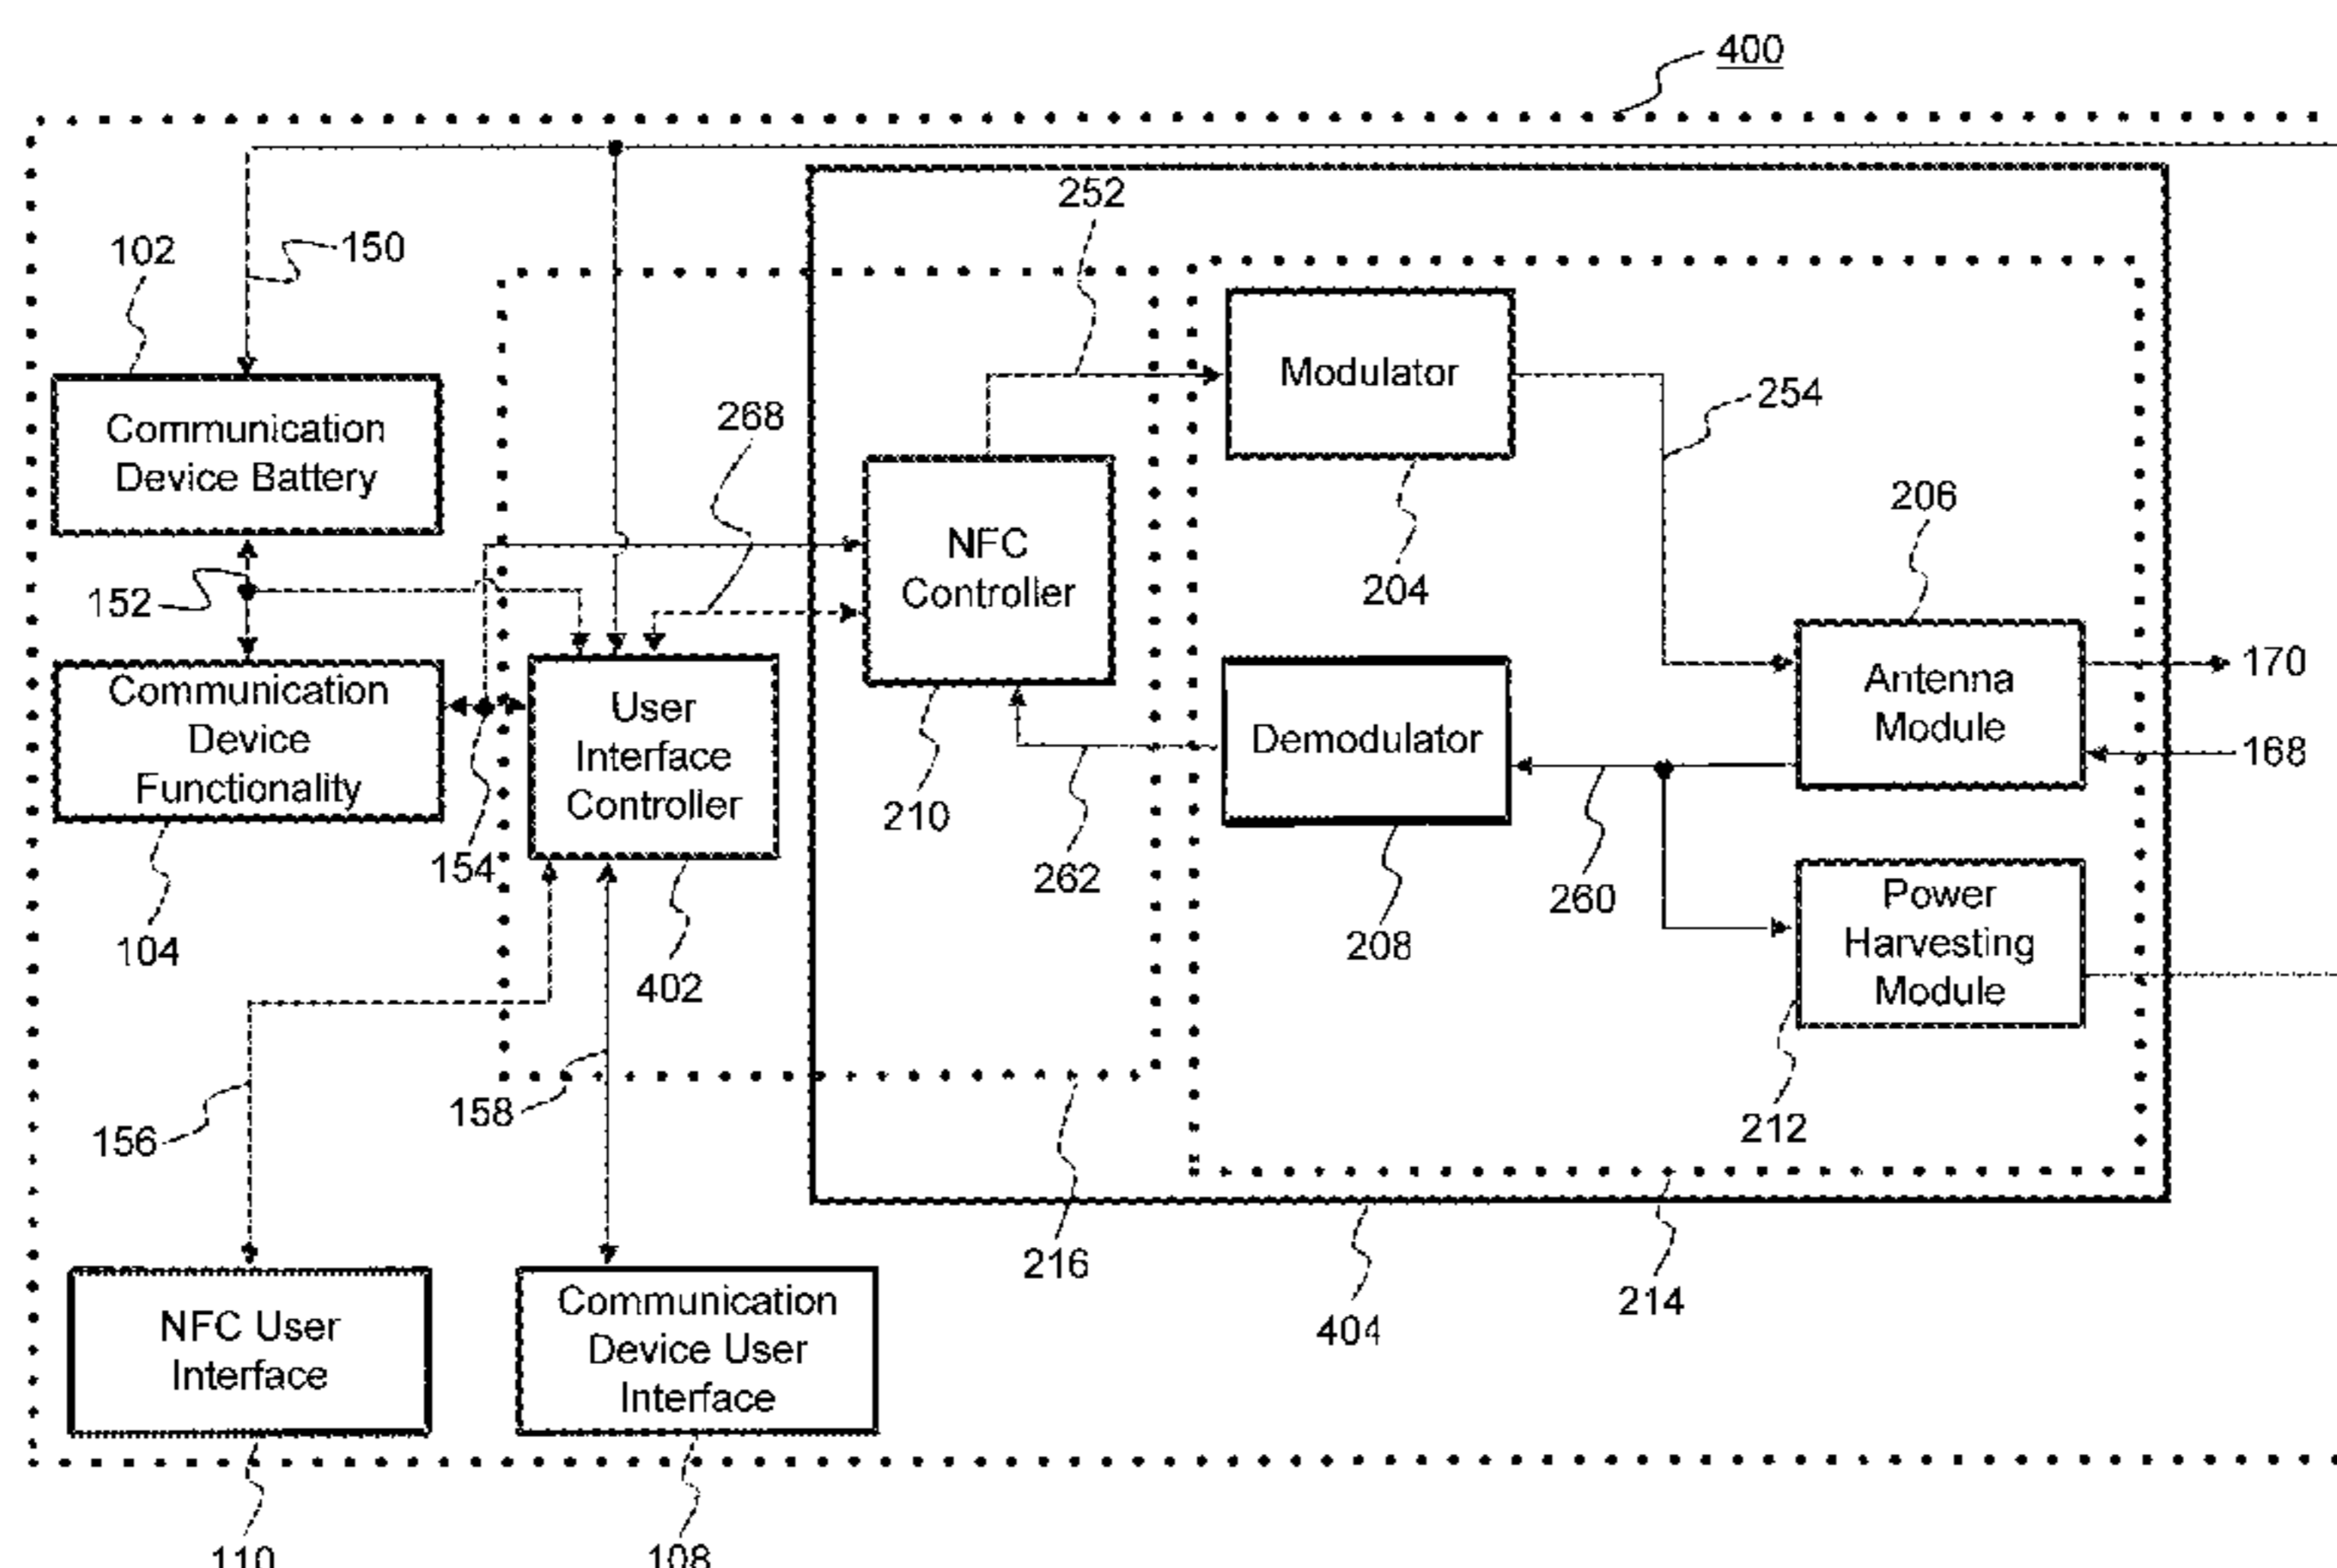 400
252
102
150
Modulator
254
Communication
Device Battery
268
206
NFC
Controller
204
152
170
Communication
Device
Functionality
User
Interface
Controller
Antenna
Module
Demodulator
168
210
154
262
260
Power
Harvesting
Module
104
208
402
158
156
212
216
214
404
NFC User
Interface
Communication
Device User
Interface
110
108